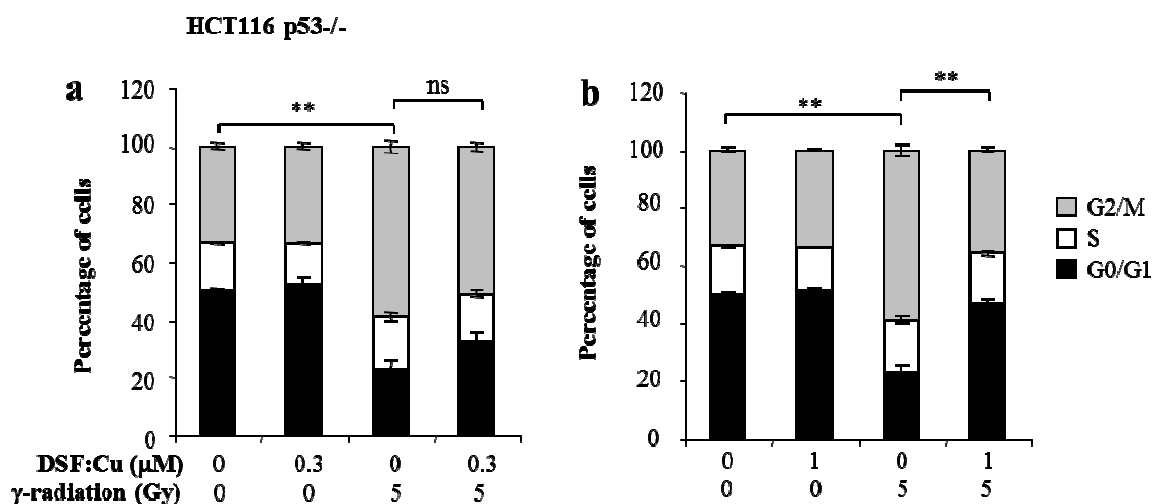 HCT116 p53-/-
a
120
100
80
60
40
20
0
Percentage of cells
**
ns
DSF:Cu (μM) 0 0.3 0 0.3
γ-radiation (Gy) 0 0 5 5
b
120
100
80
60
40
20
0
Percentage of cells
**
**
0 1 0 1
0 0 5 5
G2/M
S
G0/G1